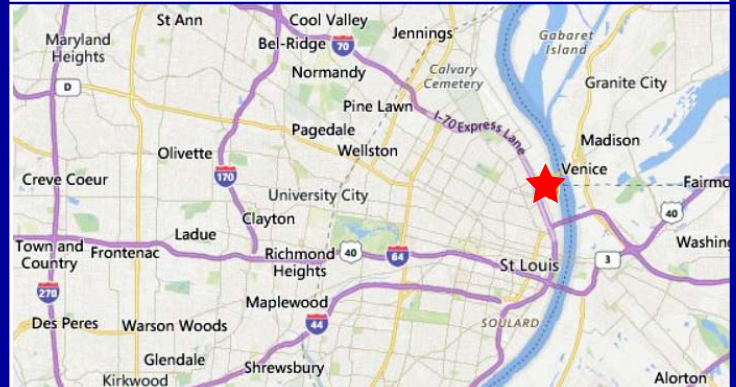 St Ann
Cool Valley
Jennings
Gabaret
Island
Maryland
Heights
Bel-Ridge
70
Normandy
Calvary
Cemetery
Granite City
D
Pine Lawn
I-70 Express Lane
Pagedale
Madison
Olivette
Wellston
Venice
Creve Coeur
170
University City
Fairmo
40
Clayton
Ladue
Town and
Country
Frontenac
Richmond
Heights
40
64
St Louis
3
Washing
270
Maplewood
Des Peres
Warson Woods
44
SOULARD
Glendale
Shrewsbury
Kirkwood
Alorton